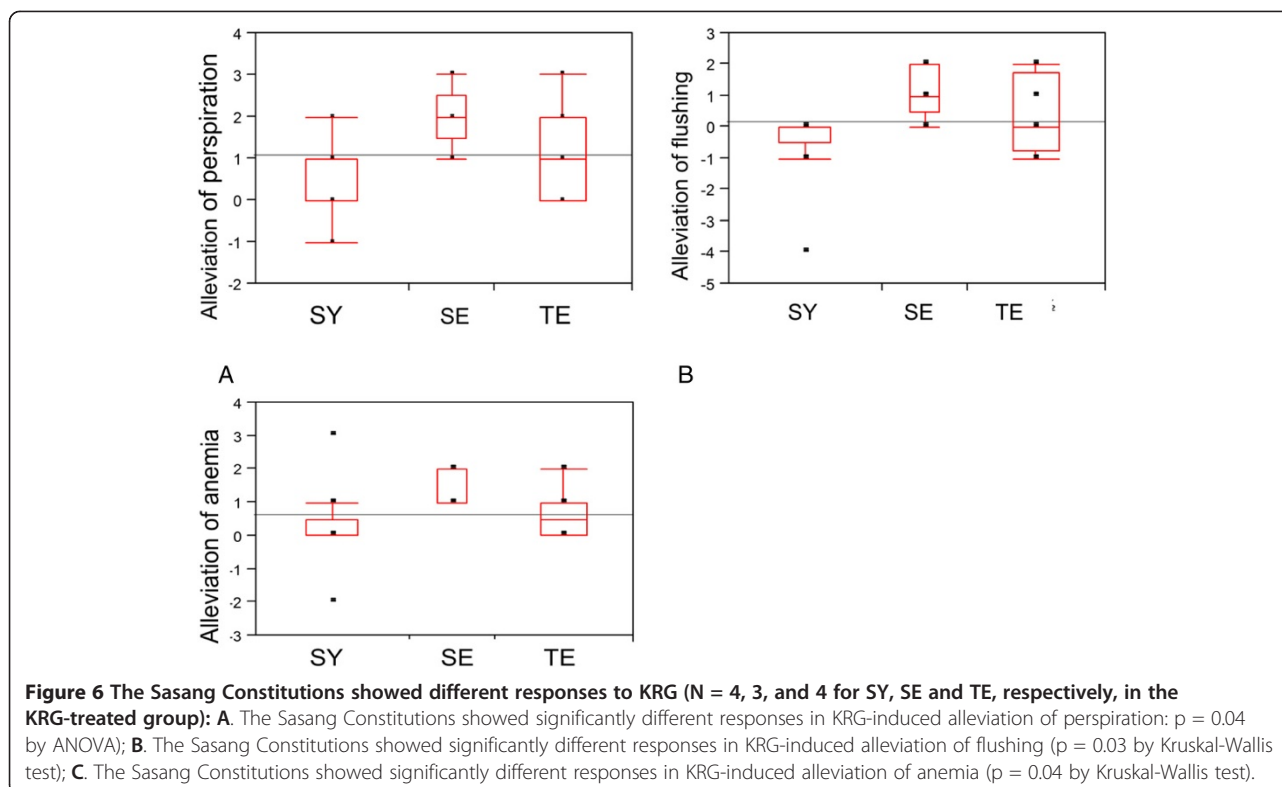 4
3
2
1
0
-1
-2
Alleviation of perspiration
SY SE TE
3
2
1
0
-1
-2
-3
-4
-5
Alleviation of flushing
SY SE TE
A B
4
3
2
1
0
-1
-2
-3
Alleviation of anemia
SY SE TE
Figure 6 The Sasang Constitutions showed different responses to KRG (N = 4, 3, and 4 for SY, SE and TE, respectively, in the
KRG-treated group): A. The Sasang Constitutions showed significantly different responses in KRG-induced alleviation of perspiration: p = 0.04
by ANOVA); B. The Sasang Constitutions showed significantly different responses in KRG-induced alleviation of flushing (p = 0.03 by Kruskal-Wallis
test); C. The Sasang Constitutions showed significantly different responses in KRG-induced alleviation of anemia (p = 0.04 by Kruskal-Wallis test).